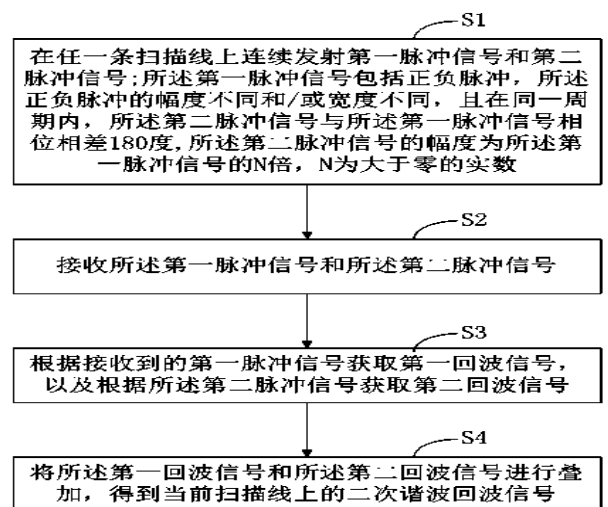 S1
在任一条扫描线上连续发射第一脉冲信号和第二
脉冲信号;所述第一脉冲信号包括正负脉冲，所述
正负脉冲的幅度不同和/或宽度不同，且在同一周
期内，所述第二脉冲信号与所述第一脉冲信号相
位相差180度,所述第二脉冲信号的幅度为所述第
一脉冲信号的N倍，N为大于零的实数
S2
接收所述第一脉冲信号和所述第二脉冲信号
S3
根据接收到的第一脉冲信号获取第一回波信号，
以及根据所述第二脉冲信号获取第二回波信号
S4
将所述第一回波信号和所述第二回波信号进行叠
加，得到当前扫描线上的二次谐波回波信号